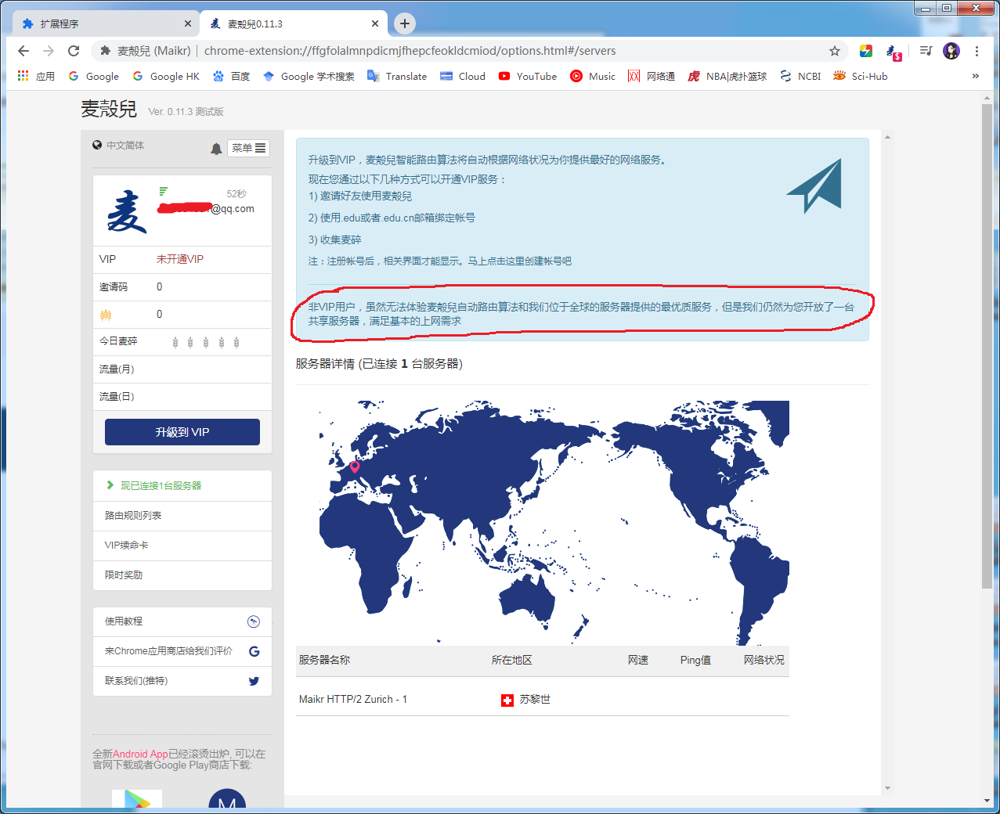 扩展程序
麦殼兒0.11.3
麦殼兒 (Maikr) | chrome-extension://ffgfolalmnpdicmjfhepcfeokldcmiod/options.html#/servers
应用 Google Google HK 百度 Google 学术搜索 Translate Cloud YouTube Music 网络通 NBA|虎扑篮球 NCBI Sci-Hub »
麦殼兒 Ver. 0.11.3 测试版
中文简体 菜单
麦
52秒
@qq.com
VIP 未开通VIP
邀请码 0
0
今日麦碎
流量(月)
流量(日)
升級到 VIP
现已连接1台服务器
路由规则列表
VIP续命卡
限时奖励
使用教程
来Chrome应用商店给我们评价
联系我们(推特)
全新Android App已经滚烫出炉, 可以在
官网下载或者Google Play商店下载:
M
升級到VIP，麦殼兒智能路由算法将自动根据网络状况为你提供最好的网络服务。
现在您通过以下几种方式可以开通VIP服务：
1) 邀请好友使用麦殼兒
2) 使用.edu或者.edu.cn邮箱绑定帐号
3) 收集麦碎
注：注册帐号后，相关界面才能显示。马上点击这里创建帐号吧
非VIP用户，虽然无法体验麦殼兒自动路由算法和我们位于全球的服务器提供的最优质服务，但是我们仍然为您开放了一台
共享服务器，满足基本的上网需求
服务器详情 (已连接 1 台服务器)
服务器名称 所在地区 网速 Ping值 网络状况
Maikr HTTP/2 Zurich - 1 苏黎世